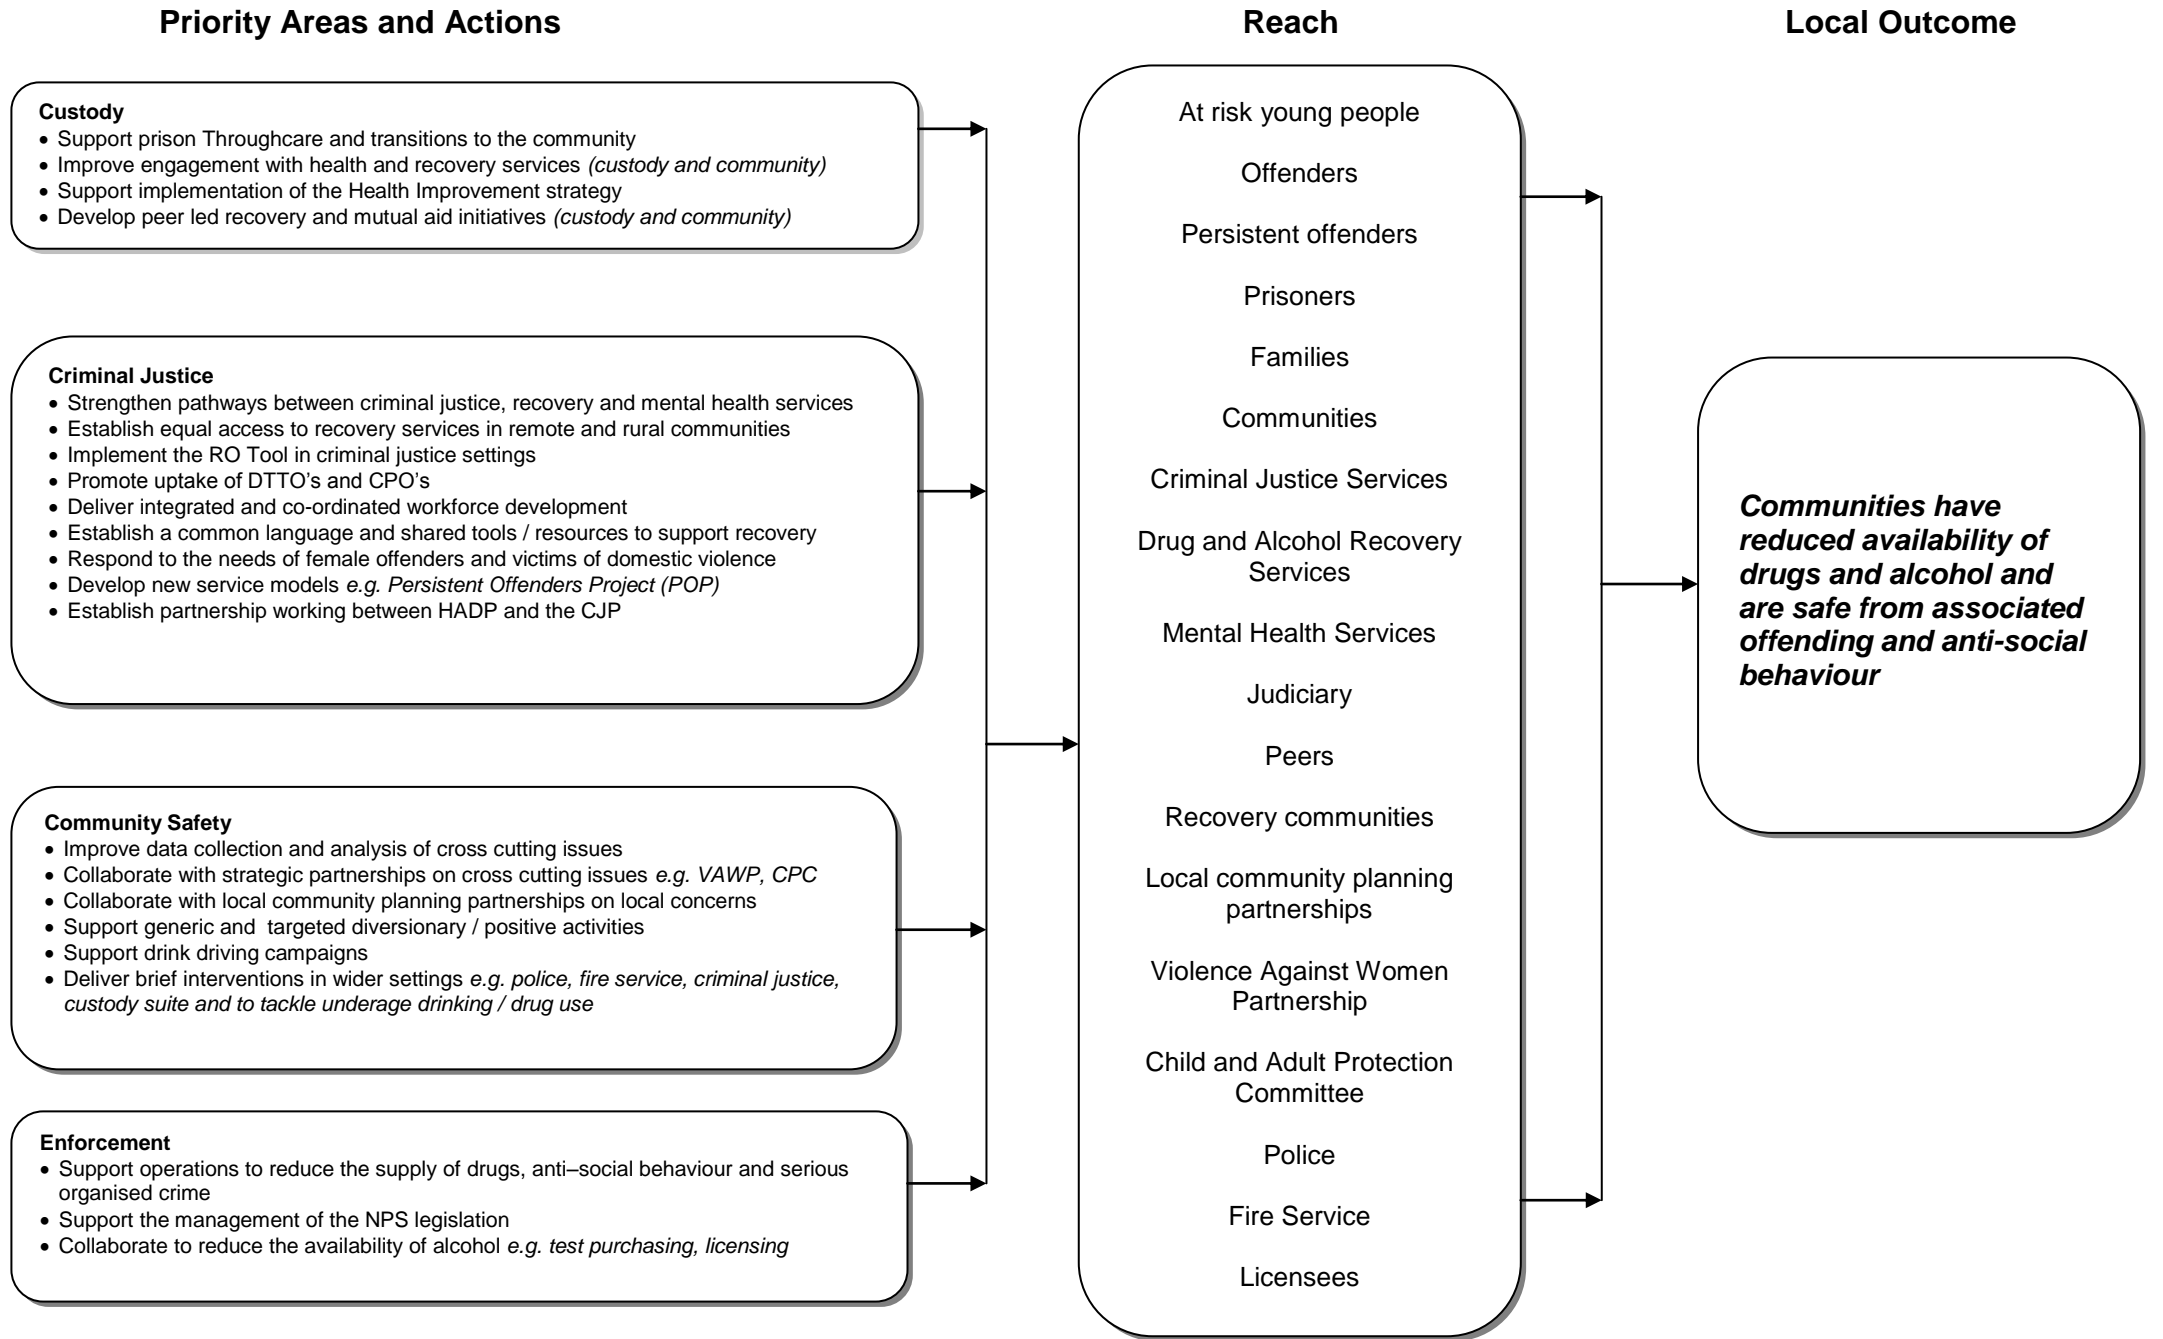 Priority Areas and Actions
Reach
Local Outcome
Custody
• Support prison Throughcare and transitions to the community
• Improve engagement with health and recovery services (custody and community)
• Support implementation of the Health Improvement strategy
• Develop peer led recovery and mutual aid initiatives (custody and community)
Criminal Justice
• Strengthen pathways between criminal justice, recovery and mental health services
• Establish equal access to recovery services in remote and rural communities
• Implement the RO Tool in criminal justice settings
• Promote uptake of DTTO’s and CPO’s
• Deliver integrated and co-ordinated workforce development
• Establish a common language and shared tools / resources to support recovery
• Respond to the needs of female offenders and victims of domestic violence
• Develop new service models e.g. Persistent Offenders Project (POP)
• Establish partnership working between HADP and the CJP
Community Safety
• Improve data collection and analysis of cross cutting issues
• Collaborate with strategic partnerships on cross cutting issues e.g. VAWP, CPC
• Collaborate with local community planning partnerships on local concerns
• Support generic and targeted diversionary / positive activities
• Support drink driving campaigns
• Deliver brief interventions in wider settings e.g. police, fire service, criminal justice,
custody suite and to tackle underage drinking / drug use
Enforcement
• Support operations to reduce the supply of drugs, anti–social behaviour and serious
organised crime
• Support the management of the NPS legislation
• Collaborate to reduce the availability of alcohol e.g. test purchasing, licensing
At risk young people
Offenders
Persistent offenders
Prisoners
Families
Communities
Criminal Justice Services
Drug and Alcohol Recovery
Services
Mental Health Services
Judiciary
Peers
Recovery communities
Local community planning
partnerships
Violence Against Women
Partnership
Child and Adult Protection
Committee
Police
Fire Service
Licensees
Communities have
reduced availability of
drugs and alcohol and
are safe from associated
offending and anti-social
behaviour